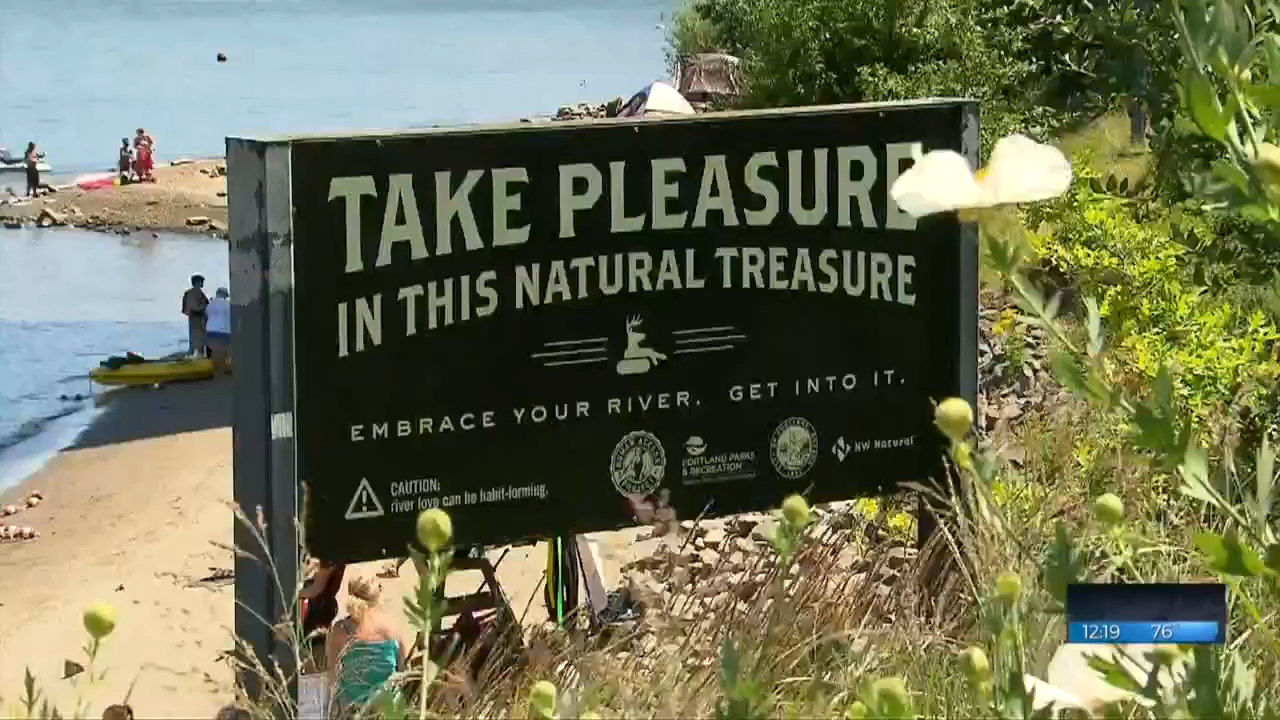 TAKE PLEASURE
IN THIS NATURAL TREASURE
EMBRACE YOUR RIVER. GET INTO IT.
PORTLAND PARKS
& RECREATION
NW Natural
CAUTION:
river love can be habit-forming.
12:19 76°